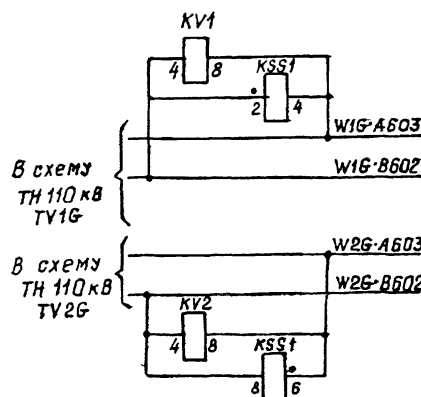 KV1
4 8
KSS1
2 4
W1G-A603
В схему
ТН 110 кВ
TV1G
W1G-B602
В схему
ТН 110 кВ
TV2G
W2G-A603
W2G-B602
KV2
4 8
KSS1
8 6